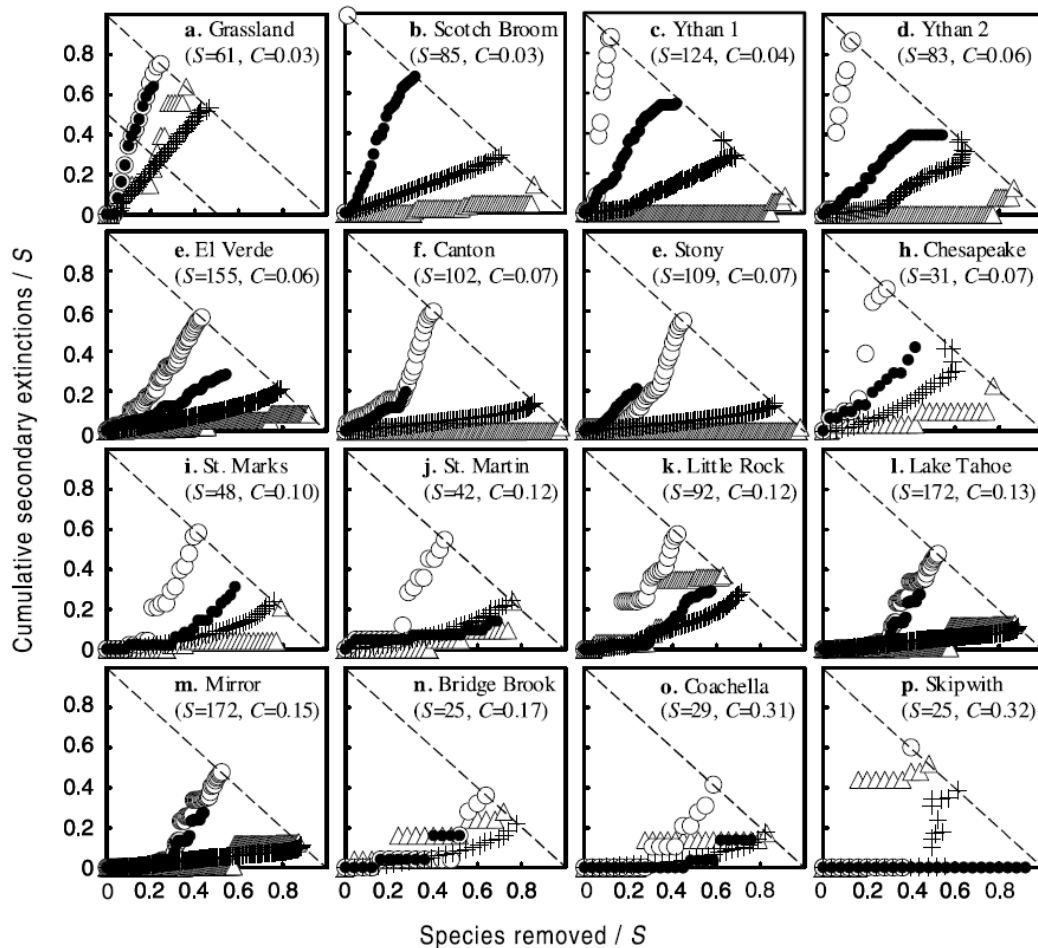 a. Grassland
(S=61, C=0.03)
b. Scotch Broom
(S=85, C=0.03)
c. Ythan 1
(S=124, C=0.04)
d. Ythan 2
(S=83, C=0.06)
0.8
0.6
0.4
0.2
0
e. El Verde
(S=155, C=0.06)
f. Canton
(S=102, C=0.07)
e. Stony
(S=109, C=0.07)
h. Chesapeake
(S=31, C=0.07)
0.8
0.6
0.4
0.2
0
i. St. Marks
(S=48, C=0.10)
j. St. Martin
(S=42, C=0.12)
k. Little Rock
(S=92, C=0.12)
l. Lake Tahoe
(S=172, C=0.13)
0.8
0.6
0.4
0.2
0
m. Mirror
(S=172, C=0.15)
n. Bridge Brook
(S=25, C=0.17)
o. Coachella
(S=29, C=0.31)
p. Skipwith
(S=25, C=0.32)
0.8
0.6
0.4
0.2
0
0 0.2 0.4 0.6 0.8
0 0.2 0.4 0.6 0.8
0 0.2 0.4 0.6 0.8
0 0.2 0.4 0.6 0.8
Cumulative secondary extinctions / S
Species removed / S